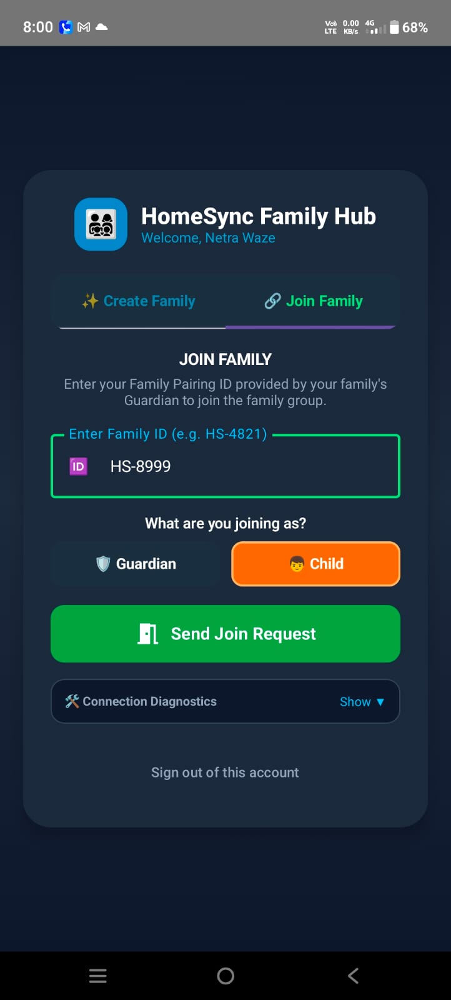 8:00
Vo) 0.00 4G
LTE KB/s 68%
HomeSync Family Hub
Welcome, Netra Waze
✨ Create Family
🔗 Join Family
JOIN FAMILY
Enter your Family Pairing ID provided by your family's
Guardian to join the family group.
Enter Family ID (e.g. HS-4821)
🆔 HS-8999
What are you joining as?
🛡️ Guardian
👦 Child
Send Join Request
🛠️ Connection Diagnostics
Show ▼
Sign out of this account